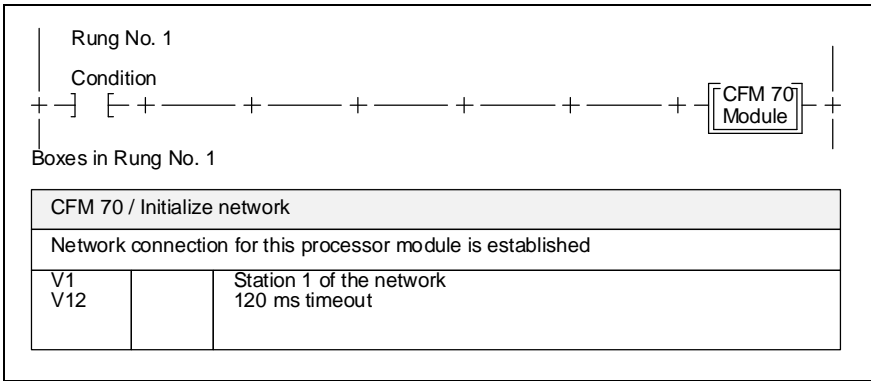 Rung No. 1
Condition
CFM 70
Module
Boxes in Rung No. 1
CFM 70 / Initialize network
Network connection for this processor module is established
V1 Station 1 of the network
V12 120 ms timeout